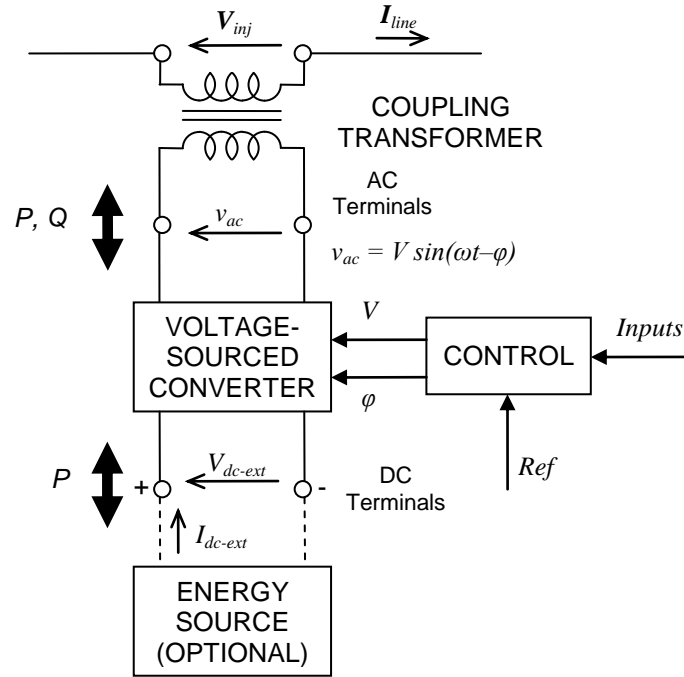 V_inj
I_line
COUPLING
TRANSFORMER
AC
Terminals
P, Q
v_ac
v_ac = V sin(ωt–φ)
VOLTAGE-
SOURCED
CONVERTER
V
φ
CONTROL
Inputs
Ref
P
V_dc-ext
+
-
DC
Terminals
I_dc-ext
ENERGY
SOURCE
(OPTIONAL)